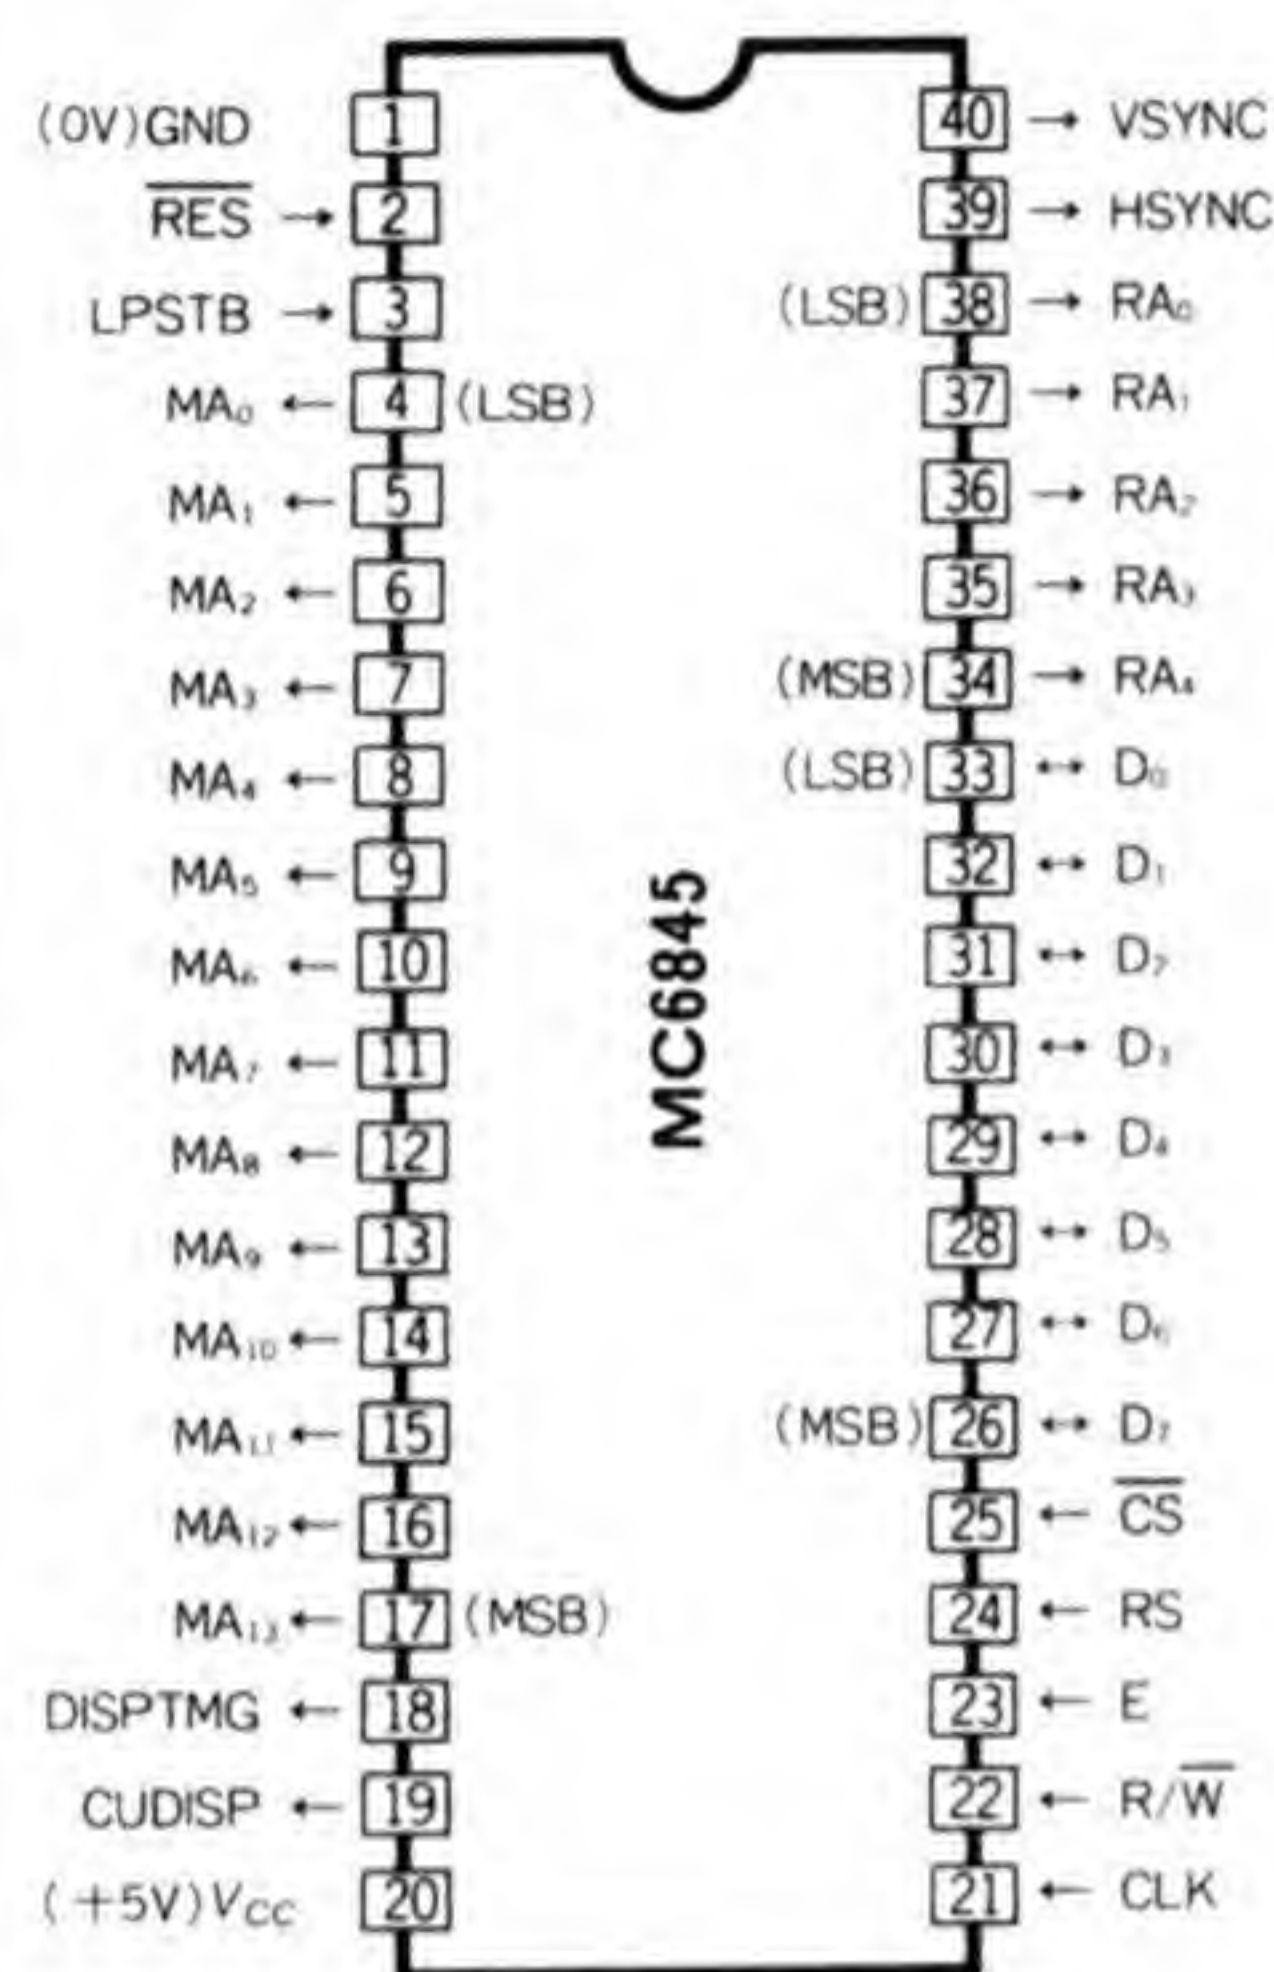 (0V)GND 1 40 → VSYNC
R̅E̅S̅ → 2 39 → HSYNC
LPSTB → 3 (LSB) 38 → RA₀
MA₀ ← 4 (LSB) 37 → RA₁
MA₁ ← 5 36 → RA₂
MA₂ ← 6 35 → RA₃
MA₃ ← 7 (MSB) 34 → RA₄
MA₄ ← 8 (LSB) 33 ↔ D₀
MA₅ ← 9 32 ↔ D₁
MA₆ ← 10 31 ↔ D₂
MA₇ ← 11 30 ↔ D₃
MA₈ ← 12 29 ↔ D₄
MA₉ ← 13 28 ↔ D₅
MA₁₀ ← 14 27 ↔ D₆
MA₁₁ ← 15 (MSB) 26 ↔ D₇
MA₁₂ ← 16 25 ← C̅S̅
MA₁₃ ← 17 (MSB) 24 ← RS
DISPTMG ← 18 23 ← E
CUDISP ← 19 22 ← R/W̅
(+5V)Vcc 20 21 ← CLK
MC6845